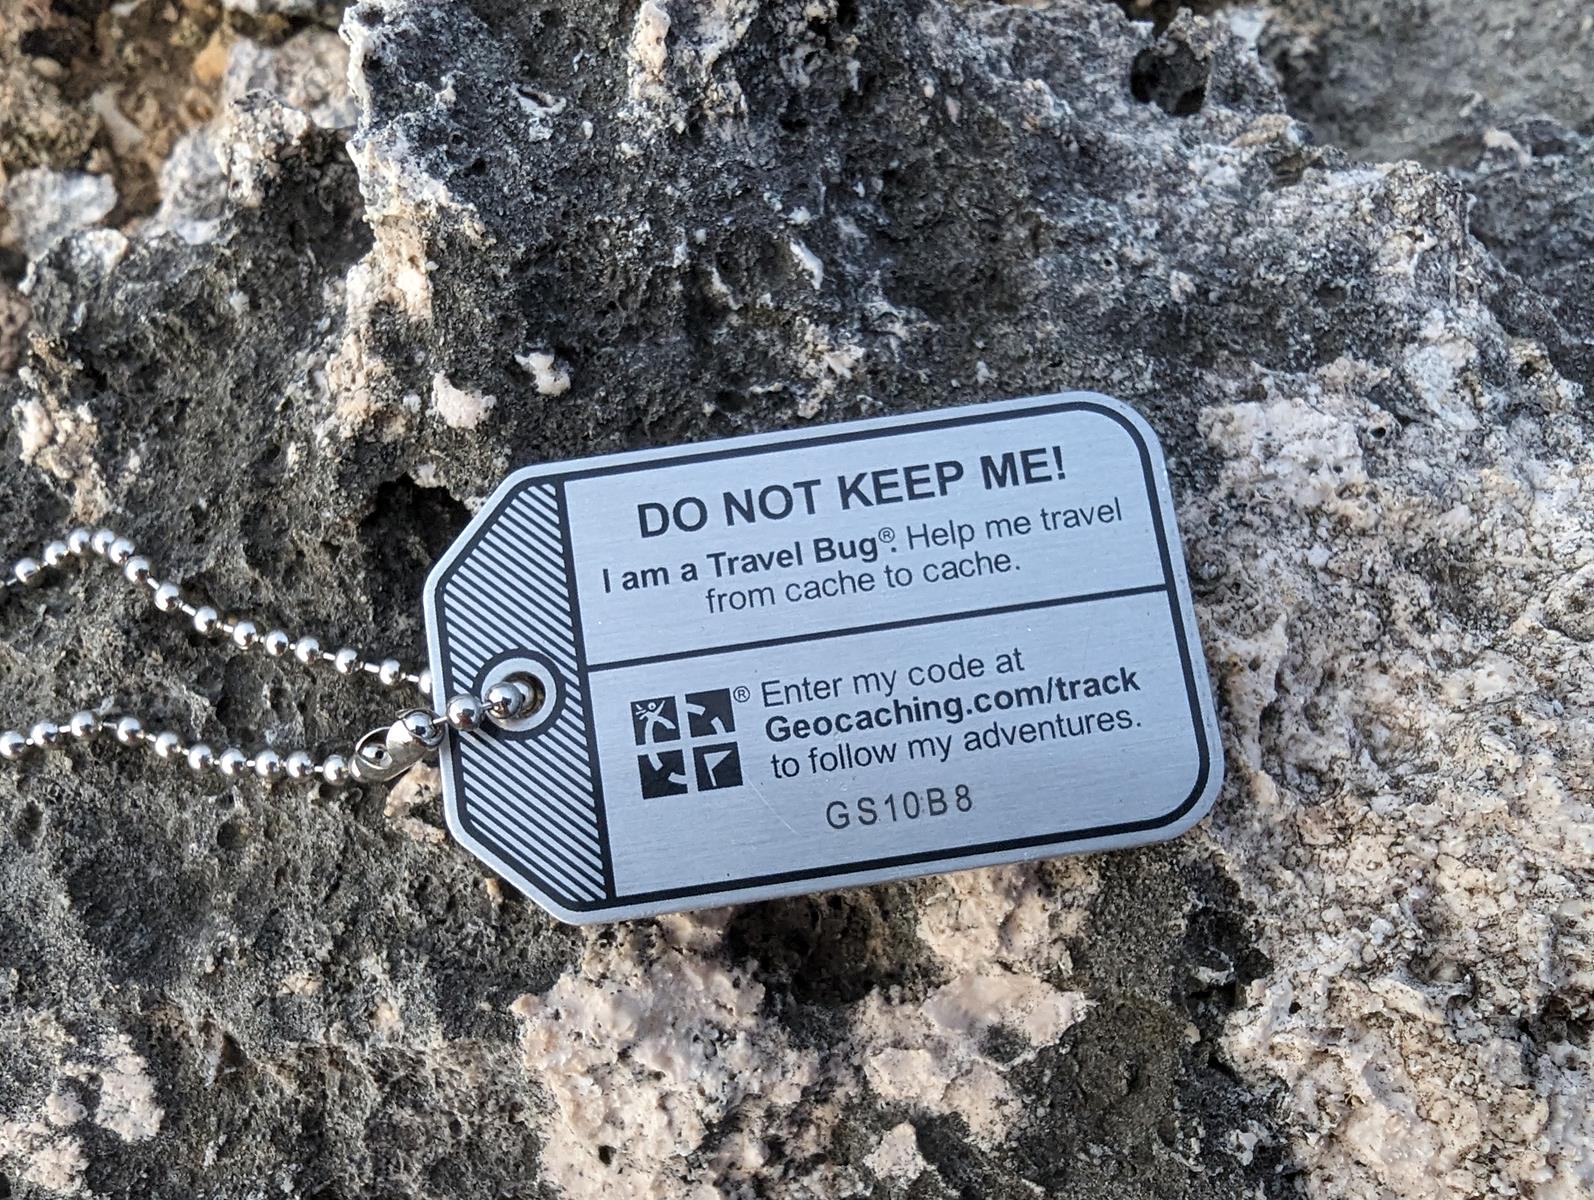 DO NOT KEEP ME!
I am a Travel Bug®. Help me travel
from cache to cache.
® Enter my code at
Geocaching.com/track
to follow my adventures.
GS10B8